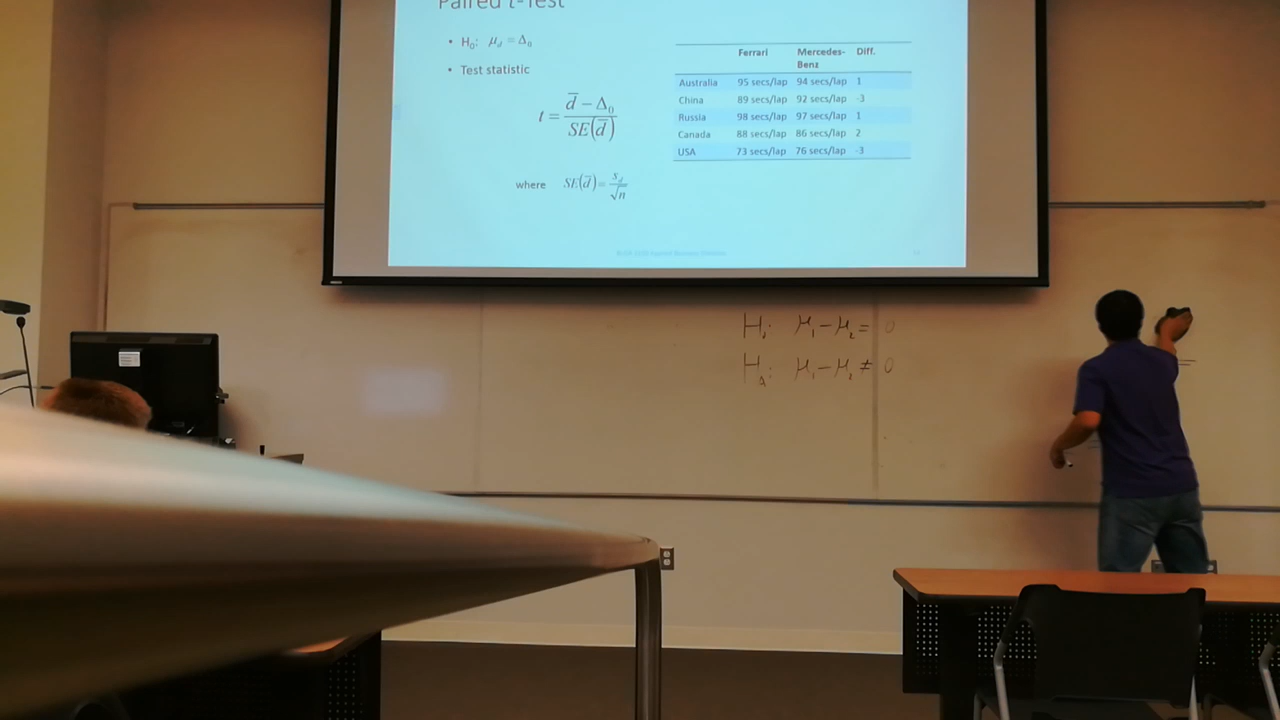 Paired t-Test
• H₀: μ_d = Δ₀
• Test statistic
t = (d̄ − Δ₀) / SE(d̄)
where SE(d̄) = s_d / √n
Ferrari Mercedes-Benz Diff.
Australia 95 secs/lap 94 secs/lap 1
China 89 secs/lap 92 secs/lap -3
Russia 98 secs/lap 97 secs/lap 1
Canada 88 secs/lap 86 secs/lap 2
USA 73 secs/lap 76 secs/lap -3
H₀: μ₁ − μ₂ = 0
H_A: μ₁ − μ₂ ≠ 0